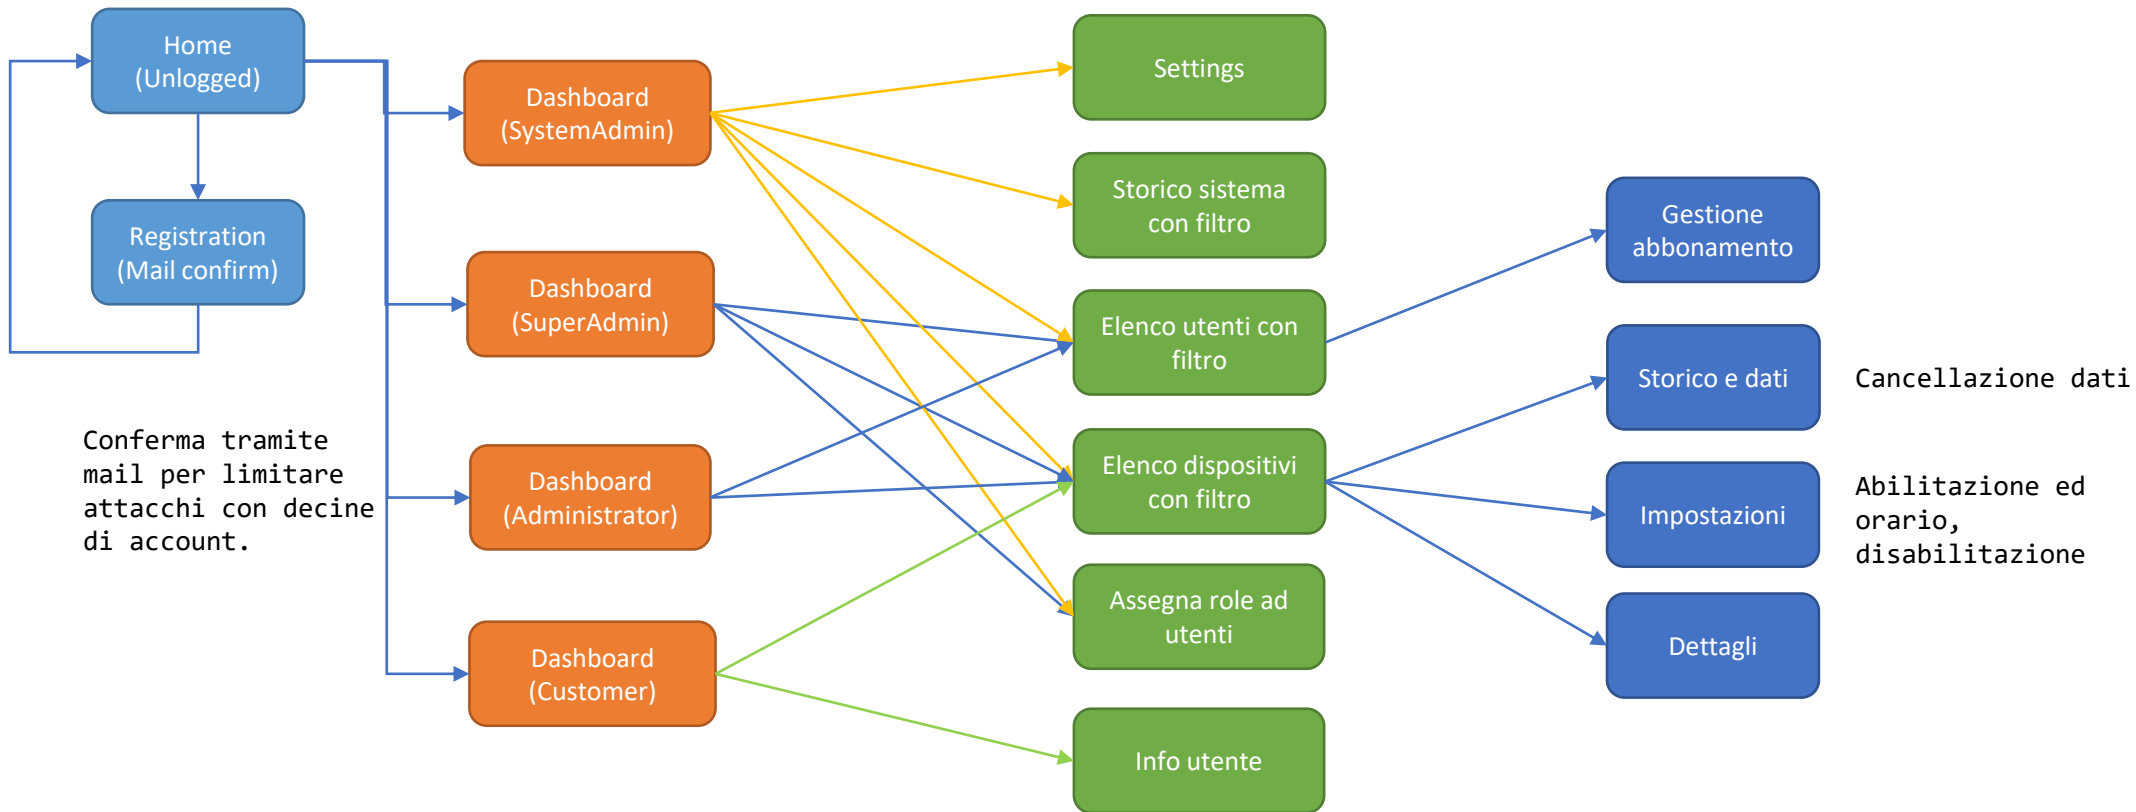 Home
(Unlogged)
Registration
(Mail confirm)
Conferma tramite
mail per limitare
attacchi con decine
di account.
Dashboard
(SystemAdmin)
Dashboard
(SuperAdmin)
Dashboard
(Administrator)
Dashboard
(Customer)
Settings
Storico sistema
con filtro
Elenco utenti con
filtro
Elenco dispositivi
con filtro
Assegna role ad
utenti
Info utente
Gestione
abbonamento
Storico e dati
Impostazioni
Dettagli
Cancellazione dati
Abilitazione ed
orario,
disabilitazione